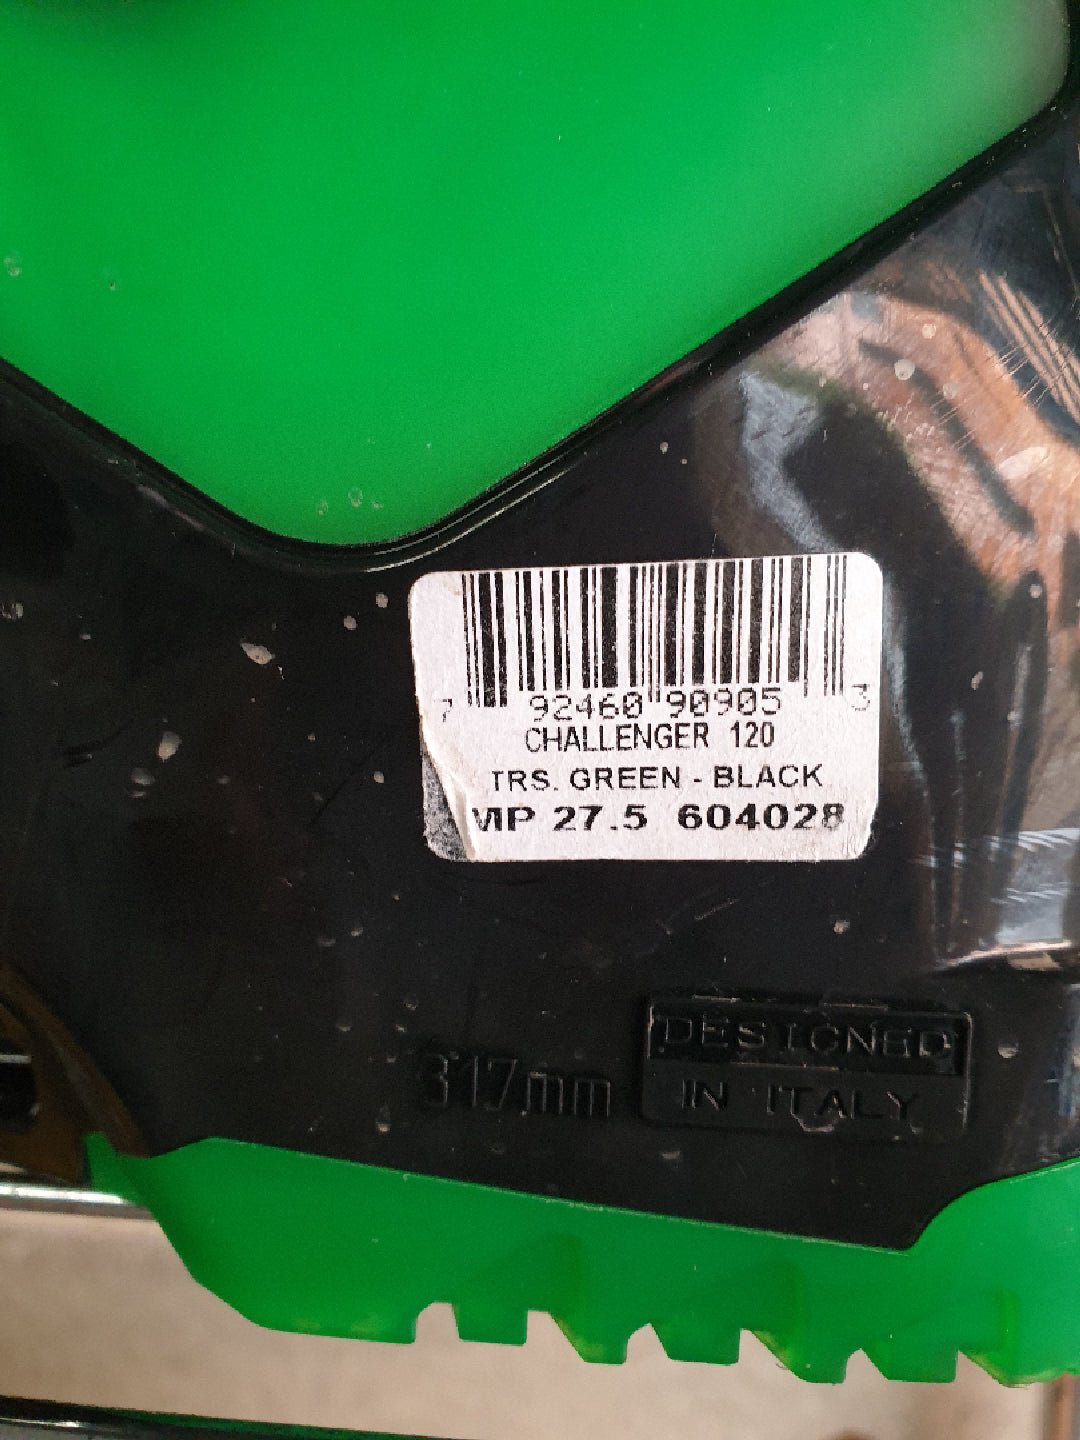 7 92460 90905 3
CHALLENGER 120
TRS. GREEN - BLACK
MP 27.5 604028
317mm
DESIGNED
IN ITALY